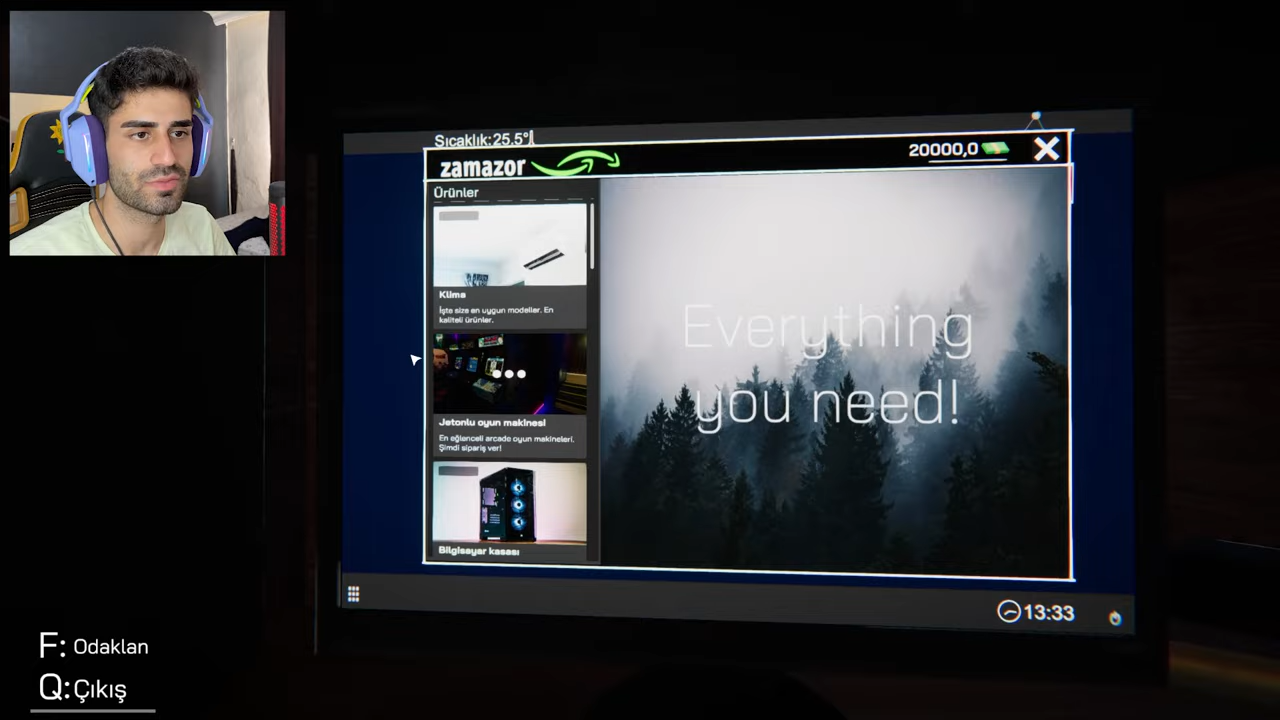 Sıcaklık:25.5°
zamazor
20000,0
Ürünler
Klima
İşte size en uygun modeller. En
kaliteli ürünler.
Jetonlu oyun makinesi
En eğlenceli arcade oyun makineleri.
Şimdi sipariş ver!
Bilgisayar kasası
Everything
you need!
13:33
F: Odaklan
Q:Çıkış